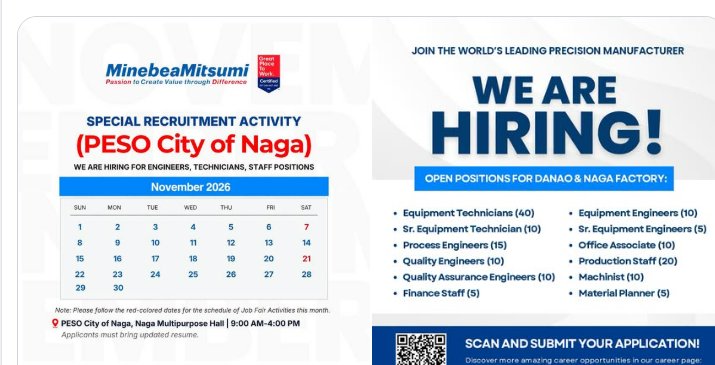 MinebeaMitsumi
Passion to Create Value through Difference
Great
Place
To
Work.
Certified
SPECIAL RECRUITMENT ACTIVITY
(PESO City of Naga)
WE ARE HIRING FOR ENGINEERS, TECHNICIANS, STAFF POSITIONS
November 2026
SUN MON TUE WED THU FRI SAT
1 2 3 4 5 6 7
8 9 10 11 12 13 14
15 16 17 18 19 20 21
22 23 24 25 26 27 28
29 30
Note: Please follow the red-colored dates for the schedule of Job Fair Activities this month.
PESO City of Naga, Naga Multipurpose Hall | 9:00 AM-4:00 PM
Applicants must bring updated resume.
JOIN THE WORLD'S LEADING PRECISION MANUFACTURER
WE ARE
HIRING!
OPEN POSITIONS FOR DANAO & NAGA FACTORY:
• Equipment Technicians (40)
• Sr. Equipment Technician (10)
• Process Engineers (15)
• Quality Engineers (10)
• Quality Assurance Engineers (10)
• Finance Staff (5)
• Equipment Engineers (10)
• Sr. Equipment Engineers (5)
• Office Associate (10)
• Production Staff (20)
• Machinist (10)
• Material Planner (5)
SCAN AND SUBMIT YOUR APPLICATION!
Discover more amazing career opportunities in our career page: